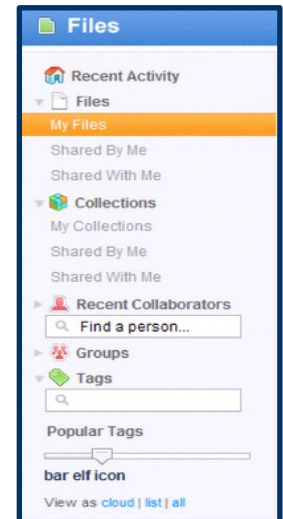 Files
Recent Activity
Files
My Files
Shared By Me
Shared With Me
Collections
My Collections
Shared By Me
Shared With Me
Recent Collaborators
Find a person...
Groups
Tags
Popular Tags
bar elf icon
View as cloud | list | all